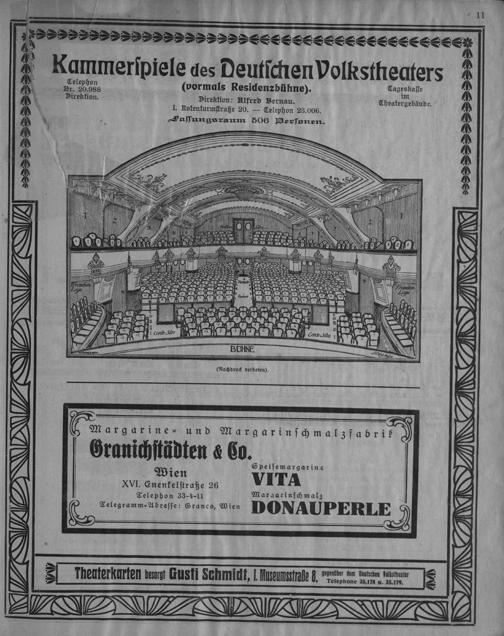 11
Kammerspiele des Deutschen Volkstheaters
(vormals Residenzbühne).
Telephon
Nr. 20.988
Direktion.
Direktion: Alfred Bernau.
I. Rotenturmstraße 20. — Telephon 23.006.
Fassungsraum 506 Personen.
Tageskasse
im
Theatergebäude.
BÜHNE
(Nachdruck verboten).
Margarine- und Margarinschmalzfabrik
Granichstädten & Co.
Wien
XVI. Enenkelstraße 26
Telephon 33-4-11
Telegramm-Adresse: Granco, Wien
Speisemargarine
VITA
Margarinschmalz
DONAUPERLE
Theaterkarten besorgt Gusti Schmidt, I. Museumsstraße 8, gegenüber dem Deutschen Volkstheater
Telephone 35.178 u. 35.179.